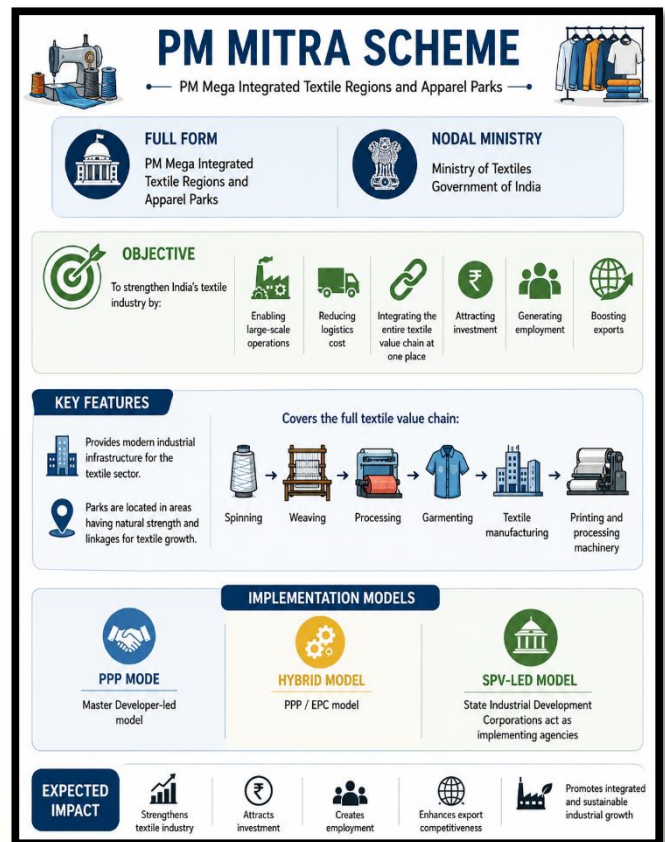 PM MITRA SCHEME
PM Mega Integrated Textile Regions and Apparel Parks
FULL FORM
PM Mega Integrated
Textile Regions and
Apparel Parks
NODAL MINISTRY
Ministry of Textiles
Government of India
OBJECTIVE
To strengthen India's textile
industry by:
Enabling
large-scale
operations
Reducing
logistics
cost
Integrating the
entire textile
value chain at
one place
₹
Attracting
investment
Generating
employment
Boosting
exports
KEY FEATURES
Provides modern industrial
infrastructure for the
textile sector.
Parks are located in areas
having natural strength and
linkages for textile growth.
Covers the full textile value chain:
Spinning
Weaving
Processing
Garmenting
Textile
manufacturing
Printing and
processing
machinery
IMPLEMENTATION MODELS
PPP MODE
Master Developer-led
model
HYBRID MODEL
PPP / EPC model
SPV-LED MODEL
State Industrial Development
Corporations act as
implementing agencies
EXPECTED
IMPACT
Strengthens
textile industry
₹
Attracts
investment
Creates
employment
Enhances export
competitiveness
Promotes integrated
and sustainable
industrial growth